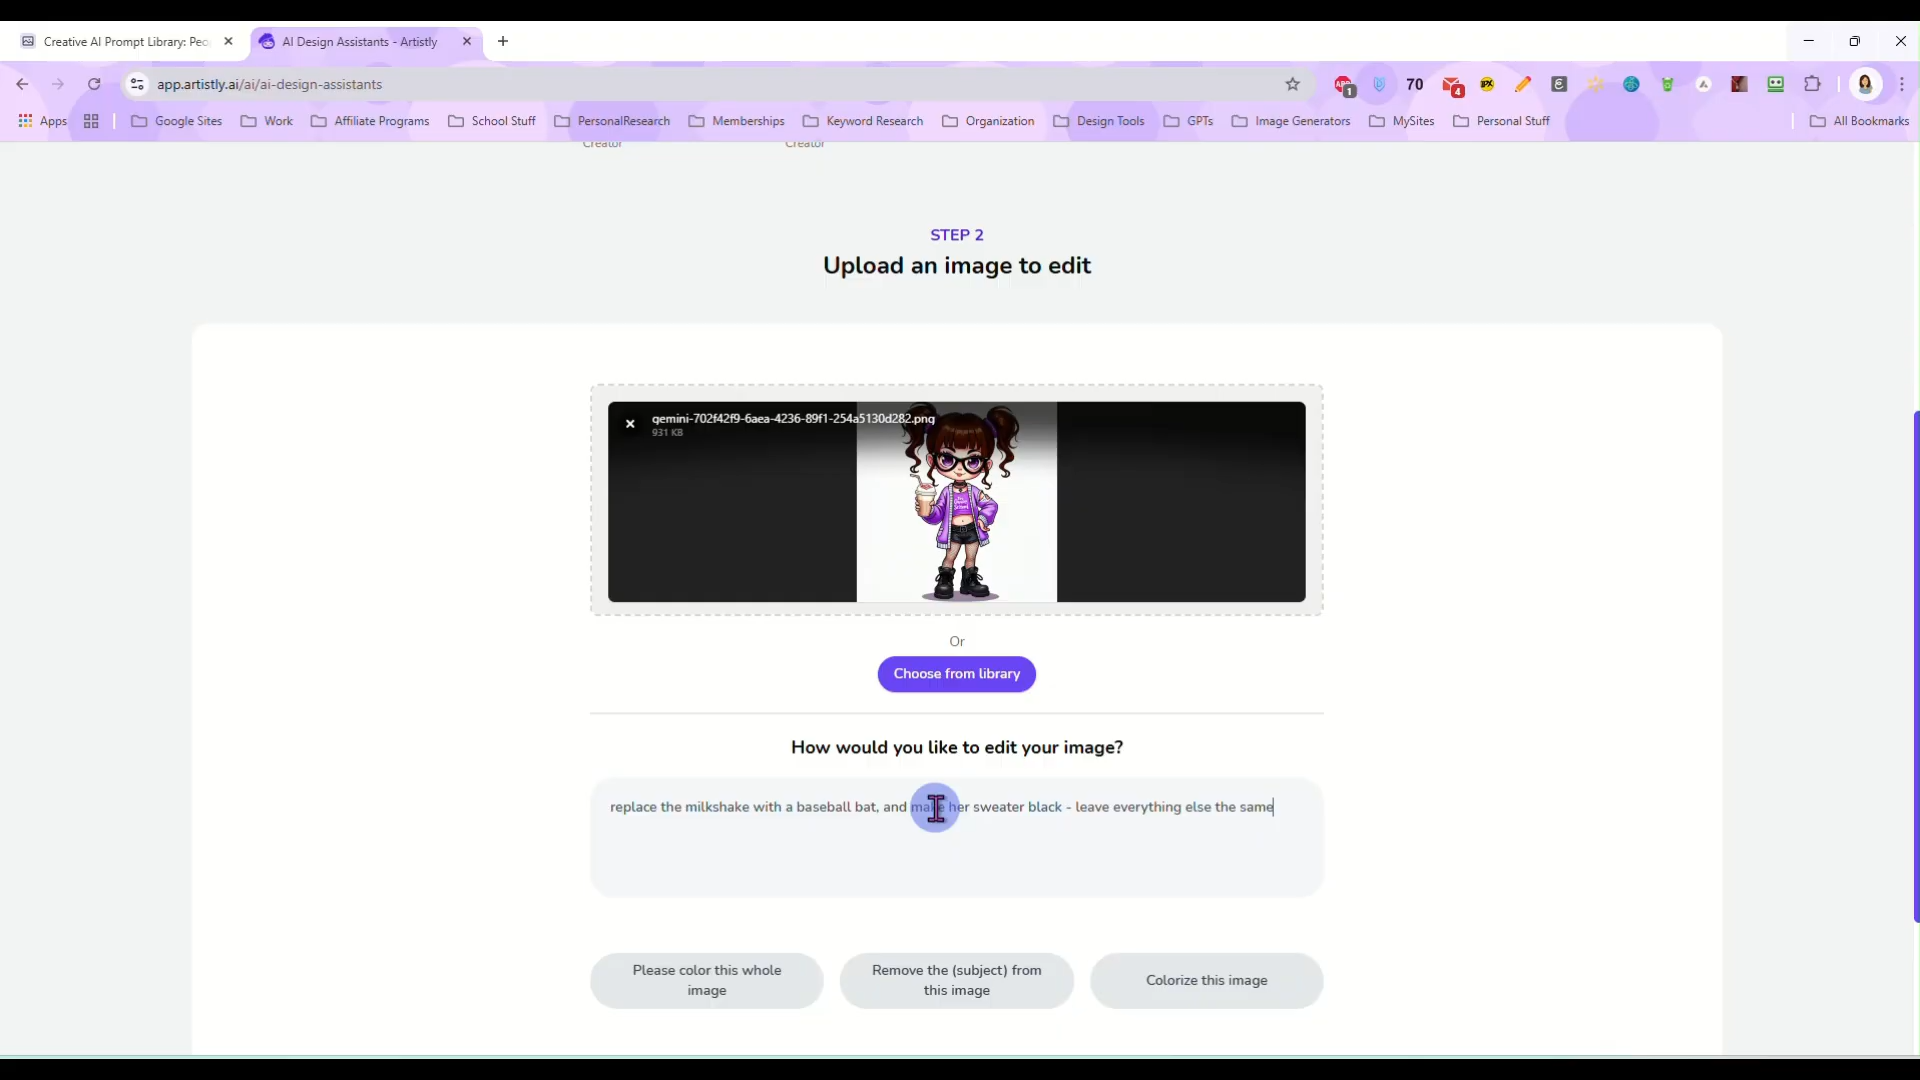 Creative AI Prompt Library: Peo
AI Design Assistants - Artistly
app.artistly.ai/ai/ai-design-assistants
1
70
4
Apps
Google Sites
Work
Affiliate Programs
School Stuff
PersonalResearch
Memberships
Keyword Research
Organization
Design Tools
GPTs
Image Generators
MySites
Personal Stuff
All Bookmarks
Creator
Creator
STEP 2
Upload an image to edit
gemini-702f42f9-6aea-4236-89f1-254a5130d282.png
931 KB
Or
Choose from library
How would you like to edit your image?
replace the milkshake with a baseball bat, and make her sweater black - leave everything else the same
Please color this whole
image
Remove the (subject) from
this image
Colorize this image